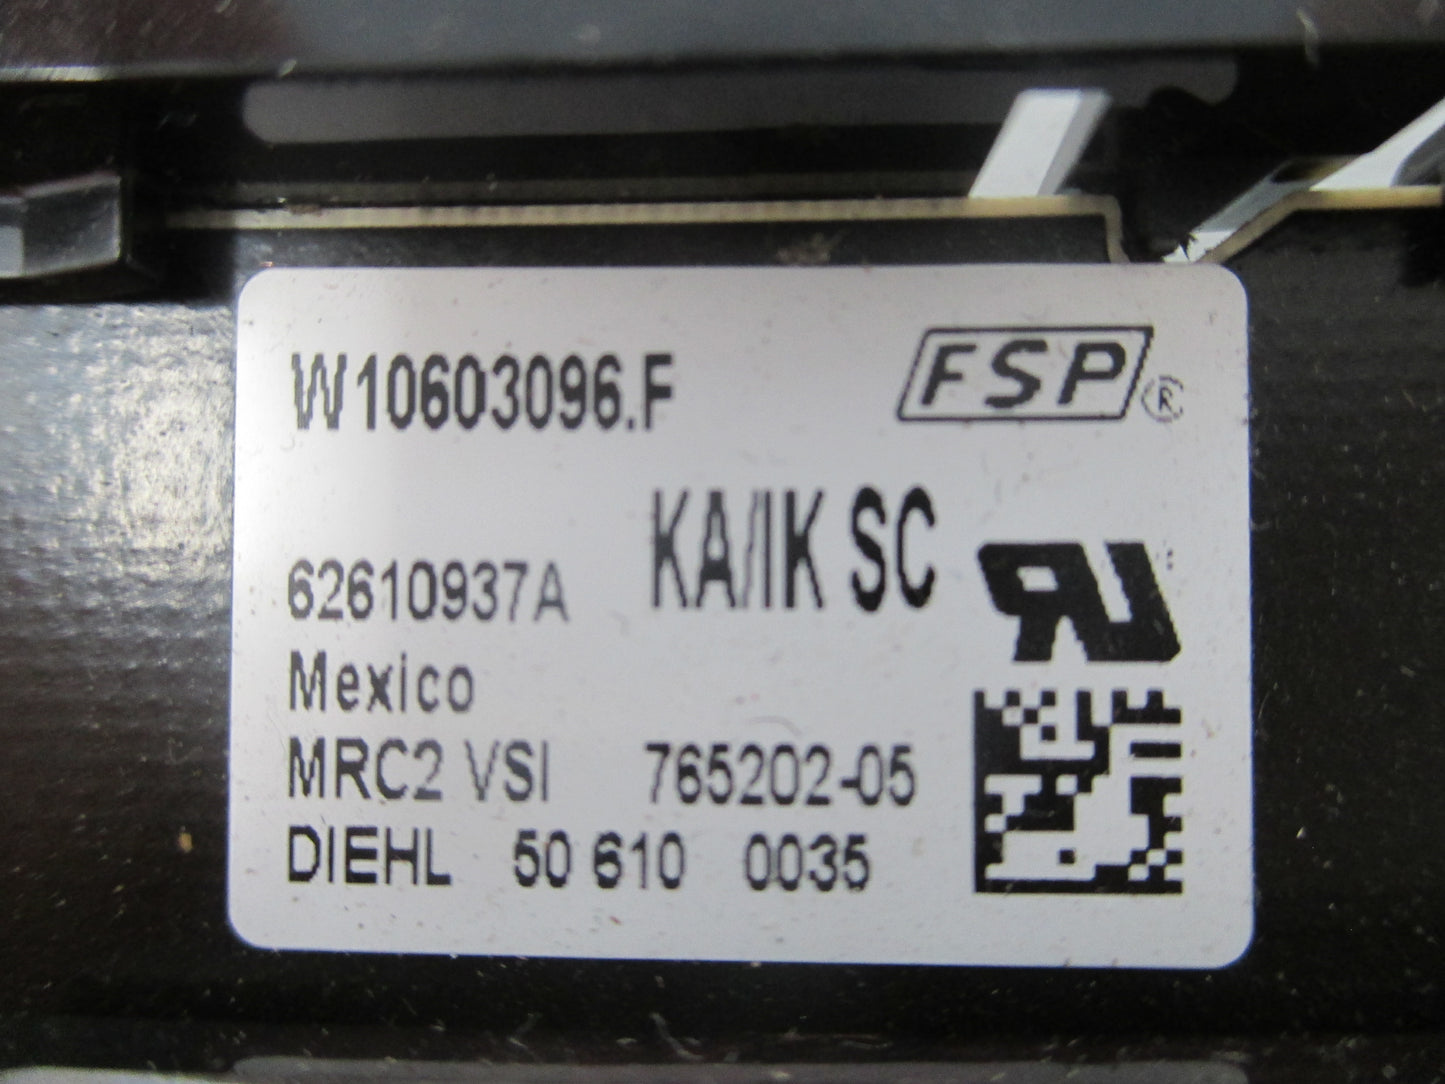 W10603096.F FSP®
KA/IK SC
62610937A
Mexico
MRC2 VSI 765202-05
DIEHL 50 610 0035